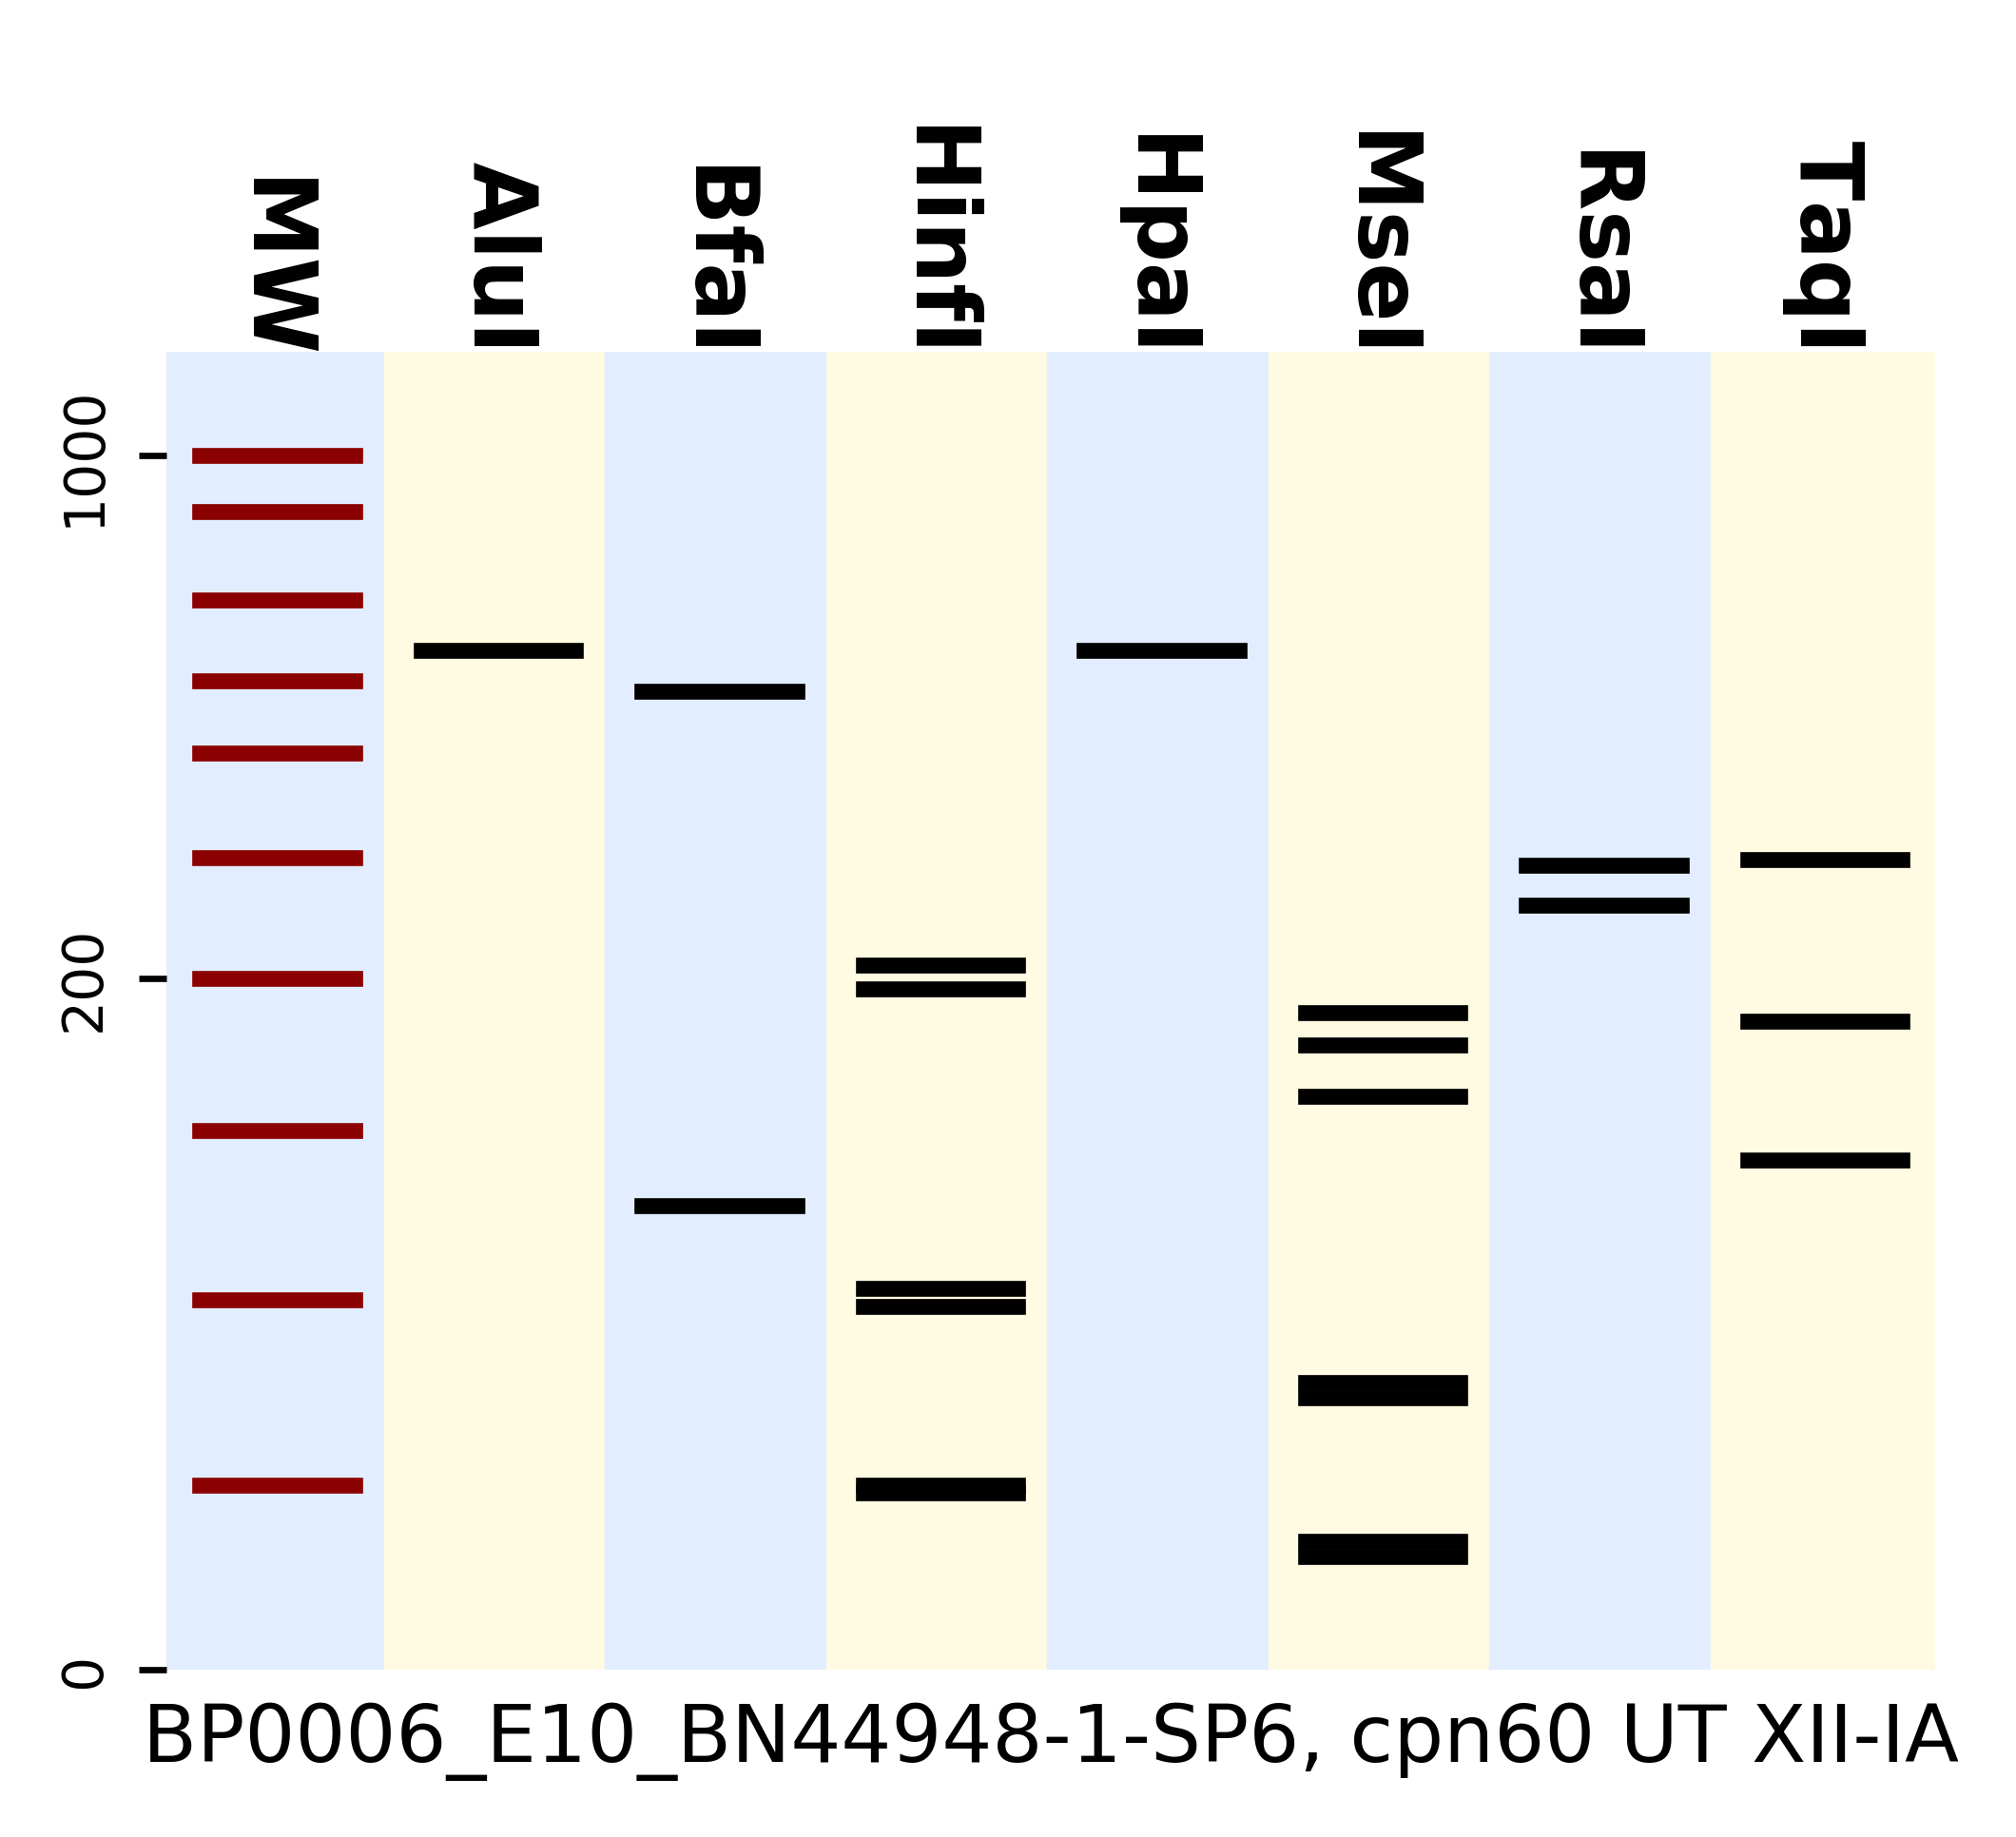 MW
AluI
BfaI
HinfI
HpaI
MseI
RsaI
TaqI
1000
200
0
BP0006_E10_BN44948-1-SP6, cpn60 UT XII-IA